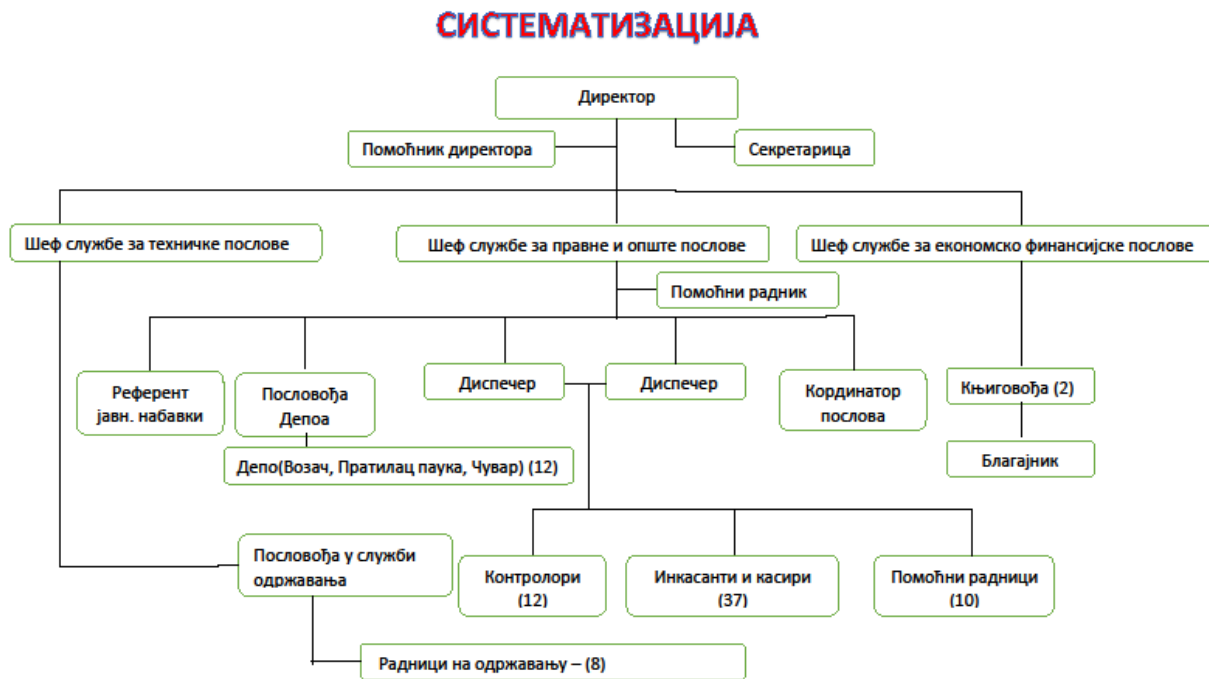 СИСТЕМАТИЗАЦИЈА
Директор
Помоћник директора
Секретарица
Шеф службе за техничке послове
Шеф службе за правне и опште послове
Шеф службе за економско финансијске послове
Помоћни радник
Референт
јавн. набавки
Пословођа
Депоа
Диспечер
Диспечер
Кординатор
послова
Књиговођа (2)
Депо(Возач, Пратилац паука, Чувар) (12)
Благајник
Пословођа у служби
одржавања
Контролори
(12)
Инкасанти и касири
(37)
Помоћни радници
(10)
Радници на одржавању – (8)